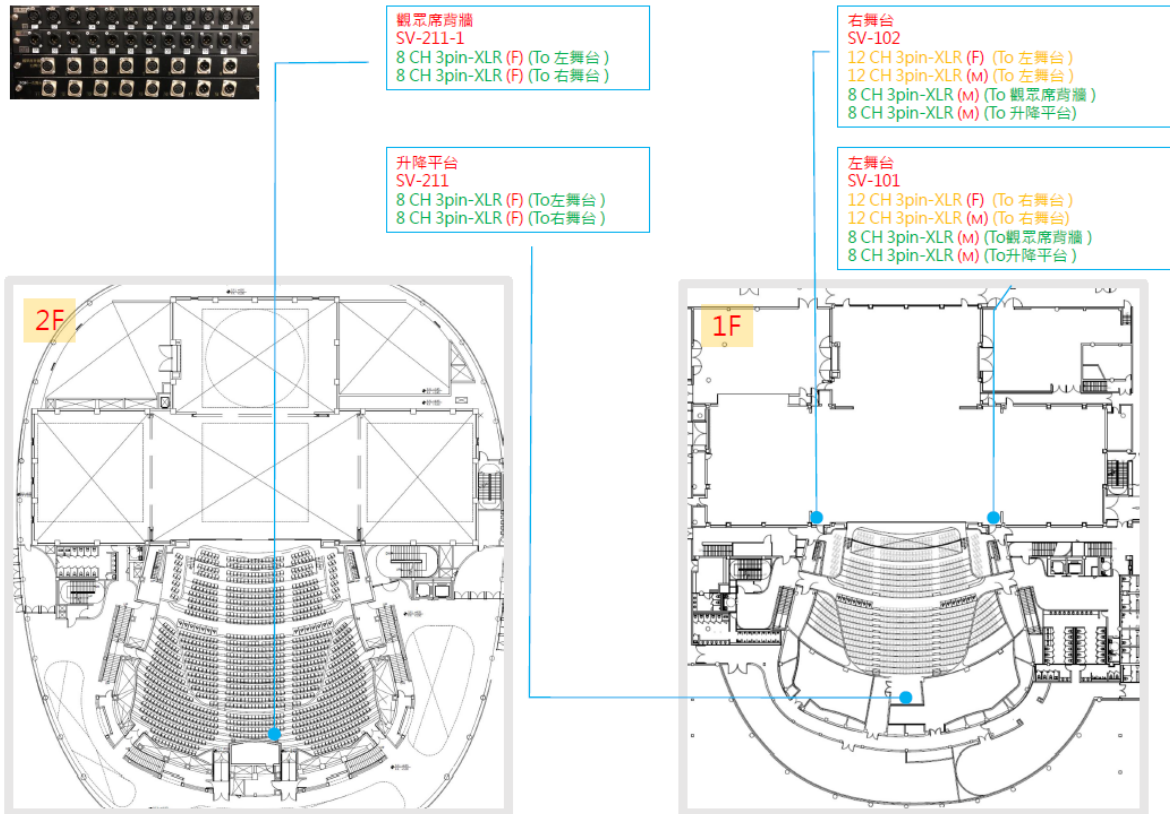 觀眾席背牆
SV-211-1
8 CH 3pin-XLR (F) (To 左舞台 )
8 CH 3pin-XLR (F) (To 右舞台 )
右舞台
SV-102
12 CH 3pin-XLR (F) (To 左舞台 )
12 CH 3pin-XLR (M) (To 左舞台 )
8 CH 3pin-XLR (M) (To 觀眾席背牆 )
8 CH 3pin-XLR (M) (To 升降平台)
升降平台
SV-211
8 CH 3pin-XLR (F) (To左舞台 )
8 CH 3pin-XLR (F) (To右舞台 )
左舞台
SV-101
12 CH 3pin-XLR (F) (To 右舞台 )
12 CH 3pin-XLR (M) (To 右舞台)
8 CH 3pin-XLR (M) (To觀眾席背牆 )
8 CH 3pin-XLR (M) (To升降平台 )
2F
1F